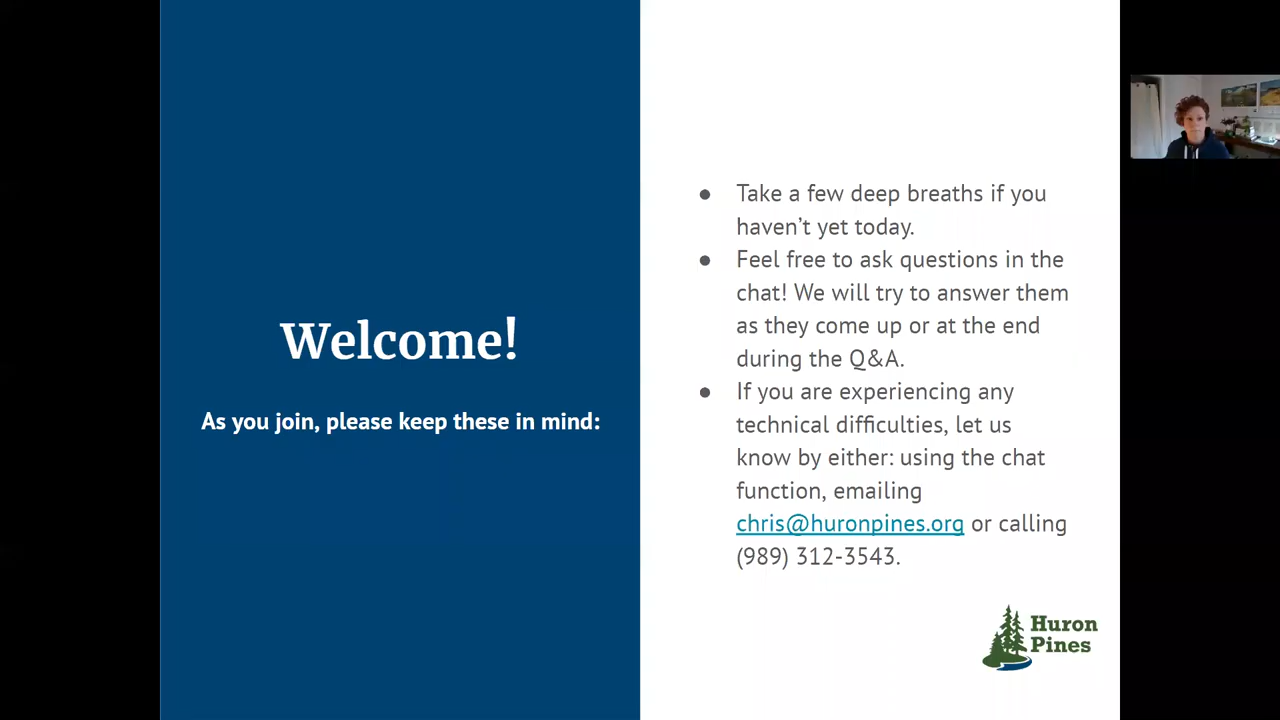 Welcome!
As you join, please keep these in mind:
● Take a few deep breaths if you
haven’t yet today.
● Feel free to ask questions in the
chat! We will try to answer them
as they come up or at the end
during the Q&A.
● If you are experiencing any
technical difficulties, let us
know by either: using the chat
function, emailing
chris@huronpines.org or calling
(989) 312-3543.
Huron
Pines